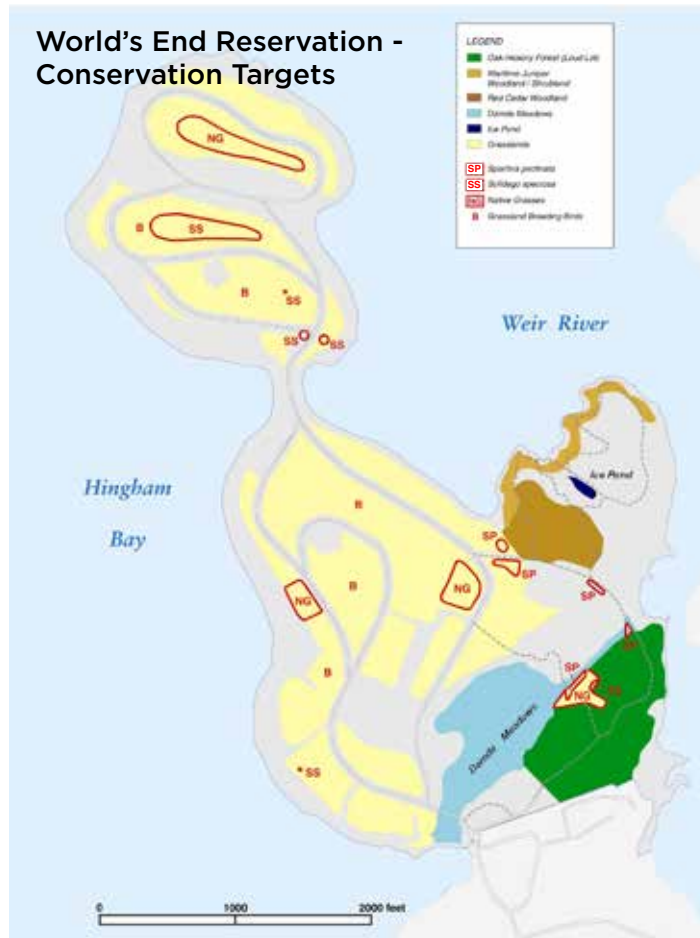 World's End Reservation -
Conservation Targets
LEGEND
Oak-Hickory Forest (Loud Lot)
Maritime Juniper
Woodland / Shrubland
Red Cedar Woodland
Damde Meadows
Ice Pond
Grasslands
SP Spartina pectinata
SS Solidago speciosa
NG Native Grasses
B Grassland Breeding Birds
NG
B
SS
B
SS
SS
SS
Weir River
Hingham
Bay
Ice Pond
B
SP
SP
B
NG
NG
SP
B
SP
NG
Damde Meadows
SS
0
1000
2000 feet